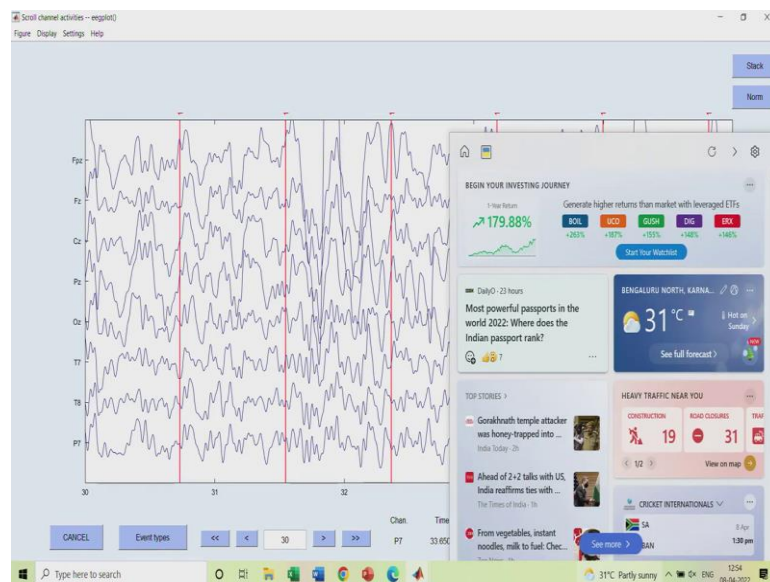 Scroll channel activities -- eegplot()
Figure Display Settings Help
Stack
Norm
Fpz
Fz
Cz
Pz
Oz
T7
T8
P7
30 31 32
CANCEL Event types << < 30 > >>
Chan. Time
P7 33.650
BEGIN YOUR INVESTING JOURNEY
1-Year Return
179.88%
Generate higher returns than market with leveraged ETFs
BOIL UCO GUSH DIG ERX
+263% +187% +155% +148% +146%
Start Your Watchlist
DailyO · 23 hours
Most powerful passports in the
world 2022: Where does the
Indian passport rank?
7
BENGALURU NORTH, KARNA...
31 °C
Hot on
Sunday
NEW
See full forecast >
TOP STORIES >
Gorakhnath temple attacker
was honey-trapped into ...
India Today · 2h
Ahead of 2+2 talks with US,
India reaffirms ties with ...
The Times of India · 1h
From vegetables, instant
noodles, milk to fuel: Chec...
HEAVY TRAFFIC NEAR YOU
CONSTRUCTION ROAD CLOSURES
19 31
< 1/2 > View on map
CRICKET INTERNATIONALS
SA 8 Apr
BAN 1:30 pm
See more >
Type here to search
31°C Partly sunny ENG
12:54
08-04-2022